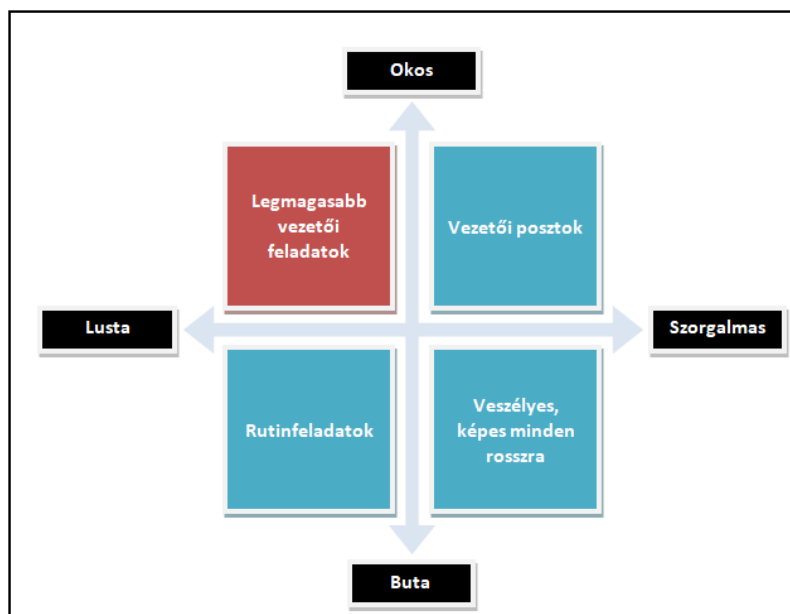 Okos
Legmagasabb
vezetői
feladatok
Vezetői posztok
Lusta
Szorgalmas
Rutinfeladatok
Veszélyes,
képes minden
rosszra
Buta